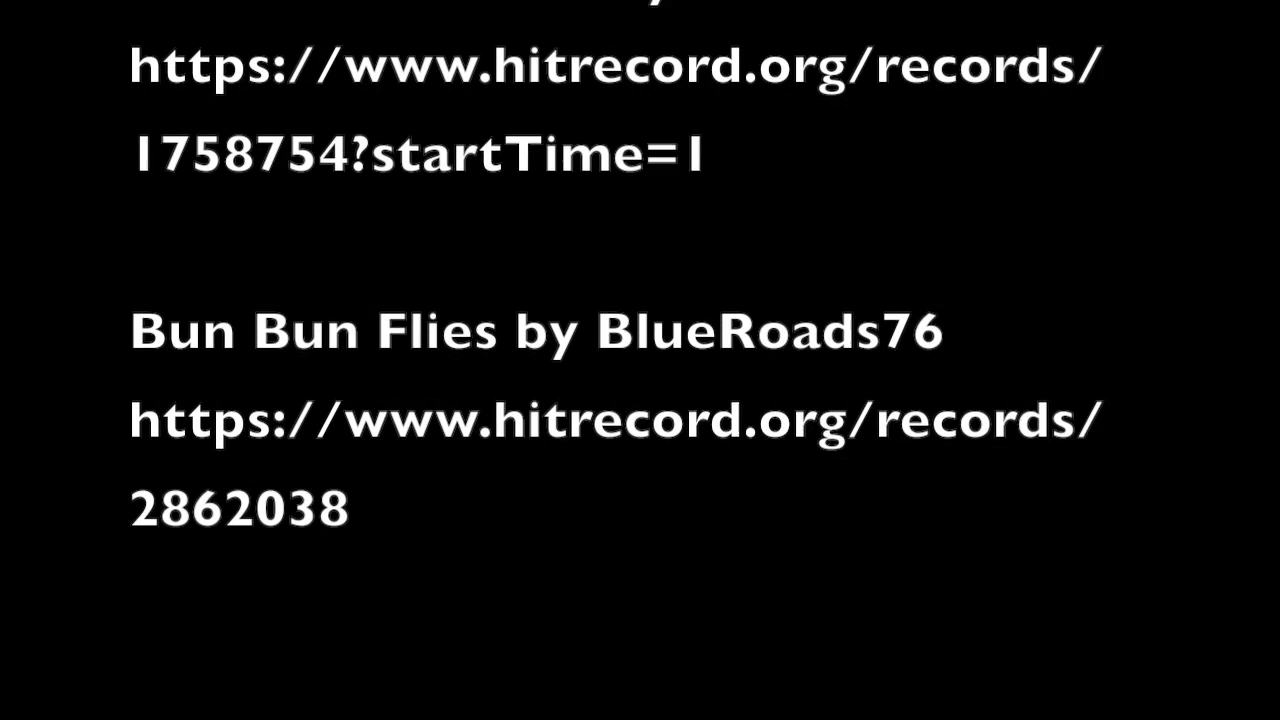 https://www.hitrecord.org/records/
1758754?startTime=1
Bun Bun Flies by BlueRoads76
https://www.hitrecord.org/records/
2862038